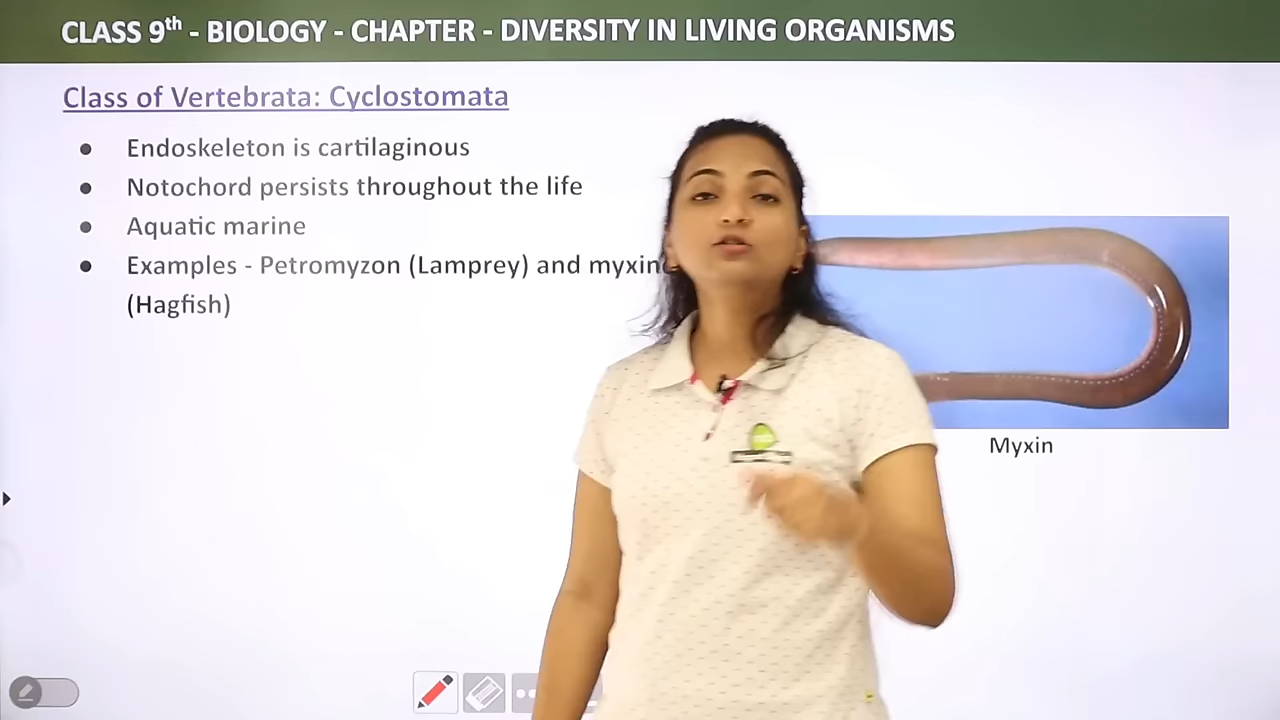 CLASS 9th - BIOLOGY - CHAPTER - DIVERSITY IN LIVING ORGANISMS
Class of Vertebrata: Cyclostomata
● Endoskeleton is cartilaginous
● Notochord persists throughout the life
● Aquatic marine
● Examples - Petromyzon (Lamprey) and myxin
(Hagfish)
Myxin